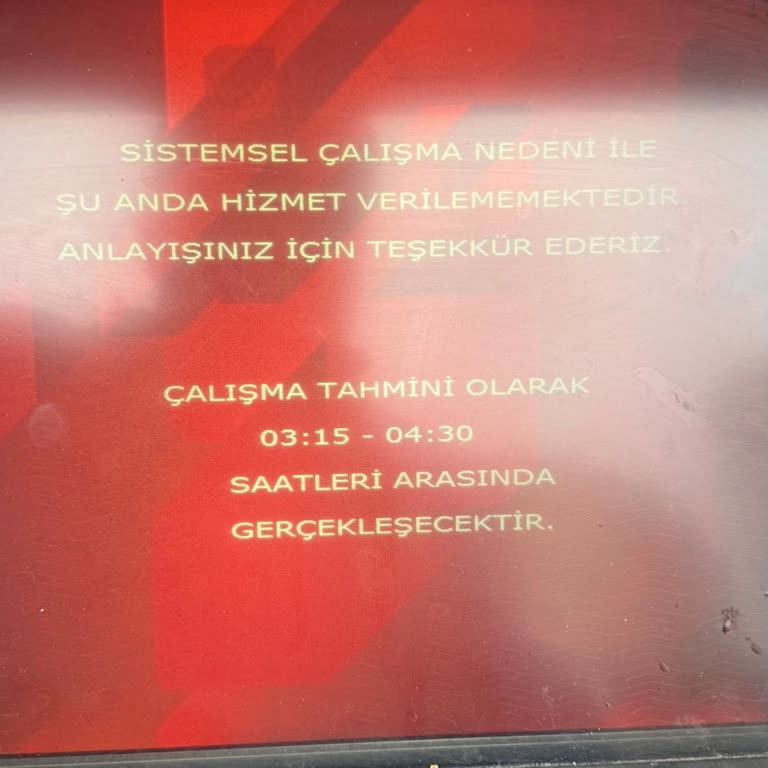 SİSTEMSEL ÇALIŞMA NEDENİ İLE
ŞU ANDA HİZMET VERİLEMEMEKTEDİR.
ANLAYIŞINIZ İÇİN TEŞEKKÜR EDERİZ.
ÇALIŞMA TAHMİNİ OLARAK
03:15 - 04:30
SAATLERİ ARASINDA
GERÇEKLEŞECEKTİR.